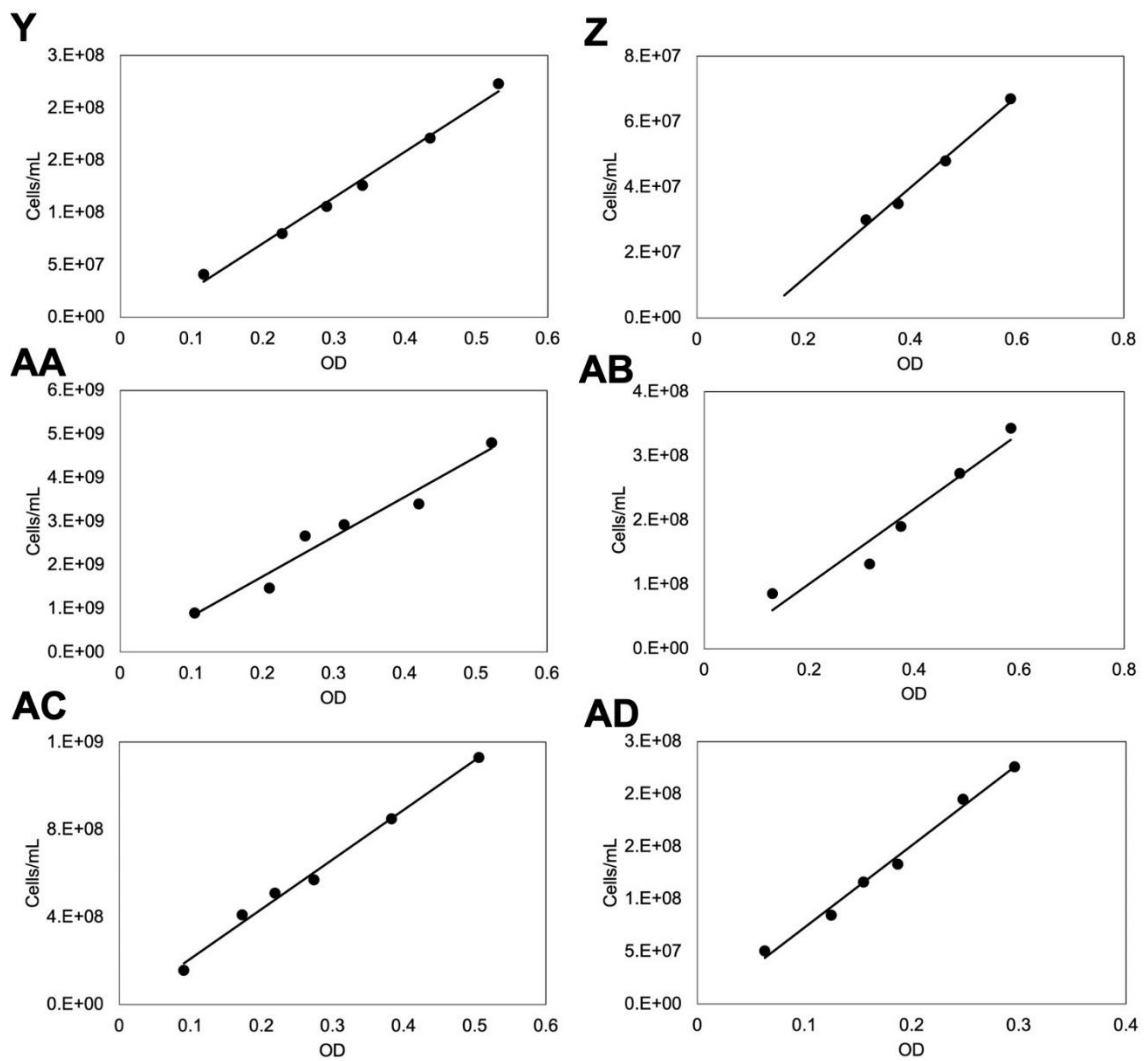 Y
3.E+08
2.E+08
2.E+08
1.E+08
5.E+07
0.E+00
Cells/mL
0 0.1 0.2 0.3 0.4 0.5 0.6
OD
Z
8.E+07
6.E+07
4.E+07
2.E+07
0.E+00
Cells/mL
0 0.2 0.4 0.6 0.8
OD
AA
6.E+09
5.E+09
4.E+09
3.E+09
2.E+09
1.E+09
0.E+00
Cells/mL
0 0.1 0.2 0.3 0.4 0.5 0.6
OD
AB
4.E+08
3.E+08
2.E+08
1.E+08
0.E+00
Cells/mL
0 0.2 0.4 0.6 0.8
OD
AC
1.E+09
8.E+08
4.E+08
0.E+00
Cells/mL
0 0.1 0.2 0.3 0.4 0.5 0.6
OD
AD
3.E+08
2.E+08
2.E+08
1.E+08
5.E+07
0.E+00
Cells/mL
0 0.1 0.2 0.3 0.4
OD